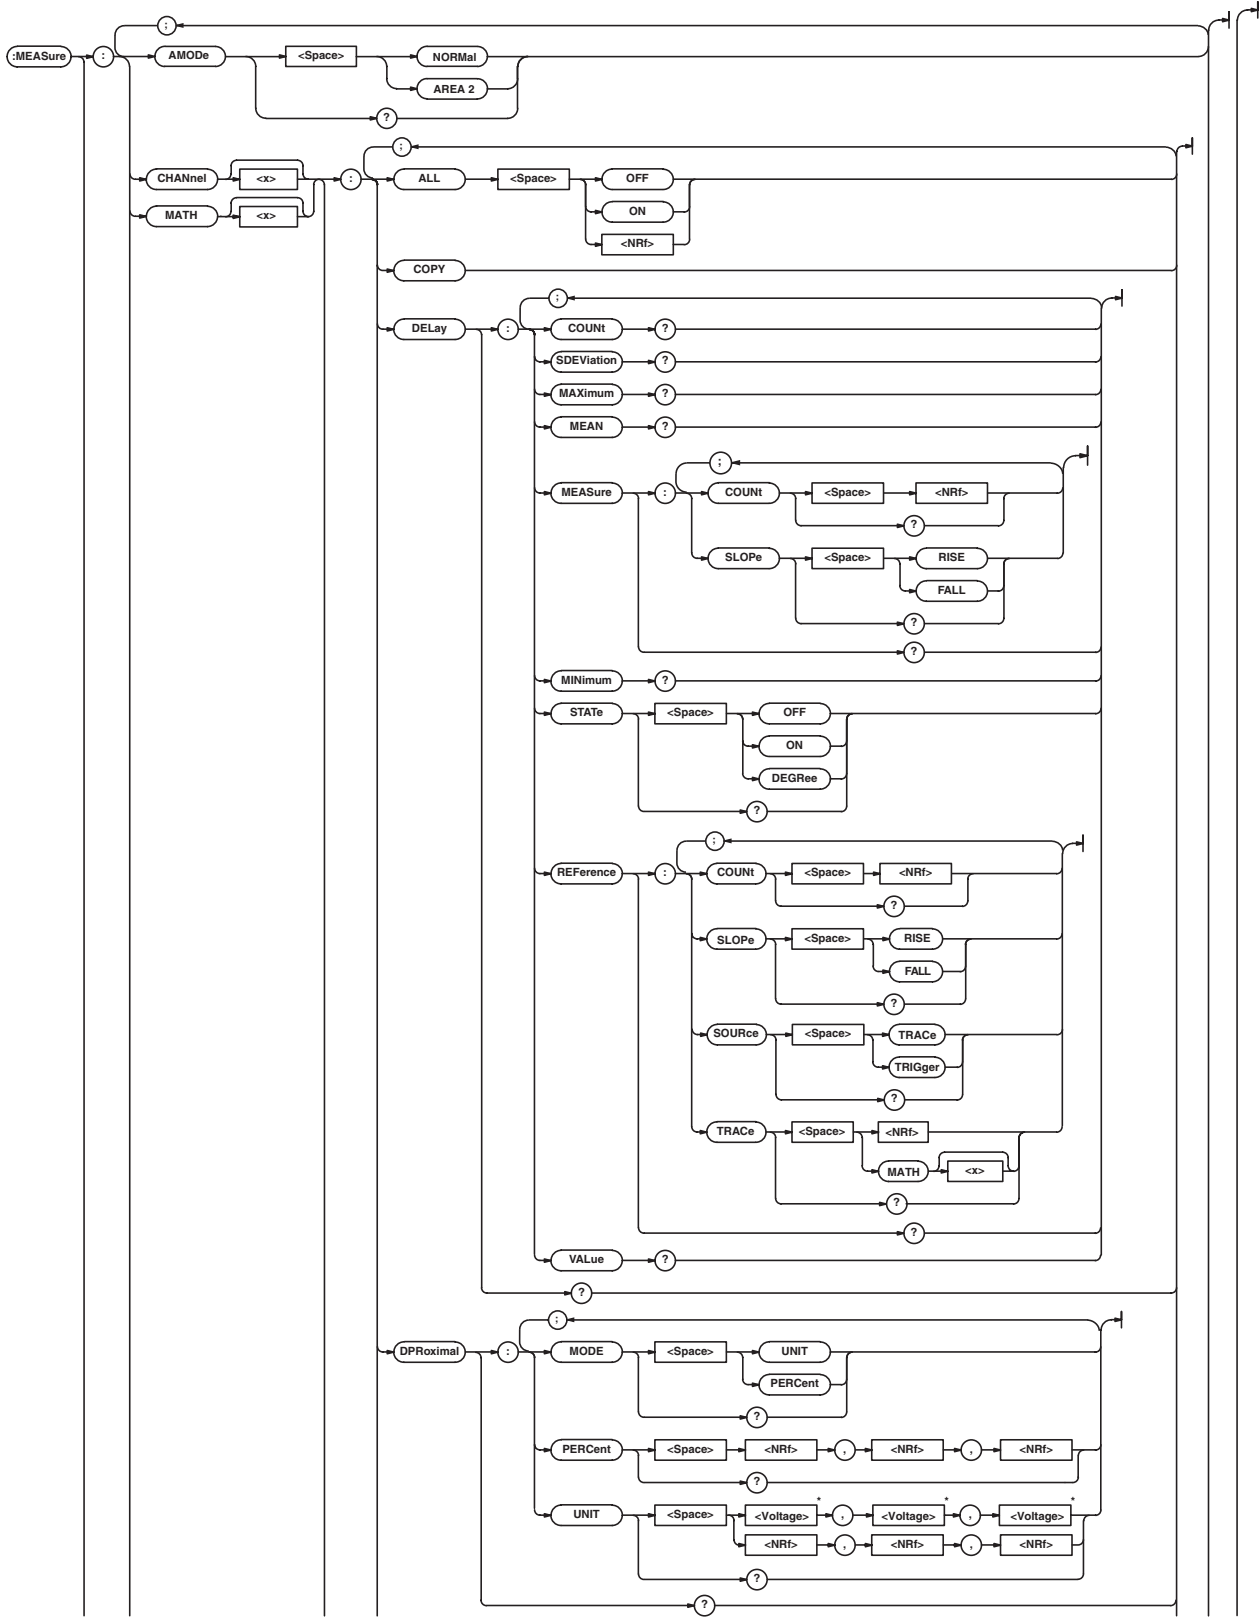 ;
:MEASure : AMODe <Space> NORMal
AREA 2
?
;
CHANnel <x> : ALL <Space> OFF
MATH <x> ON
<NRf>
COPY
;
DELay : COUNt ?
SDEViation ?
MAXimum ?
MEAN ?
;
MEASure : COUNt <Space> <NRf>
?
SLOPe <Space> RISE
FALL
?
?
MINimum ?
STATe <Space> OFF
ON
DEGRee
?
;
REFerence : COUNt <Space> <NRf>
?
SLOPe <Space> RISE
FALL
?
SOURce <Space> TRACe
TRIGger
?
TRACe <Space> <NRf>
MATH <x>
?
?
VALue ?
?
;
DPRoximal : MODE <Space> UNIT
PERCent
?
PERCent <Space> <NRf> , <NRf> , <NRf>
?
UNIT <Space> <Voltage>* , <Voltage>* , <Voltage>*
<NRf> , <NRf> , <NRf>
?
?